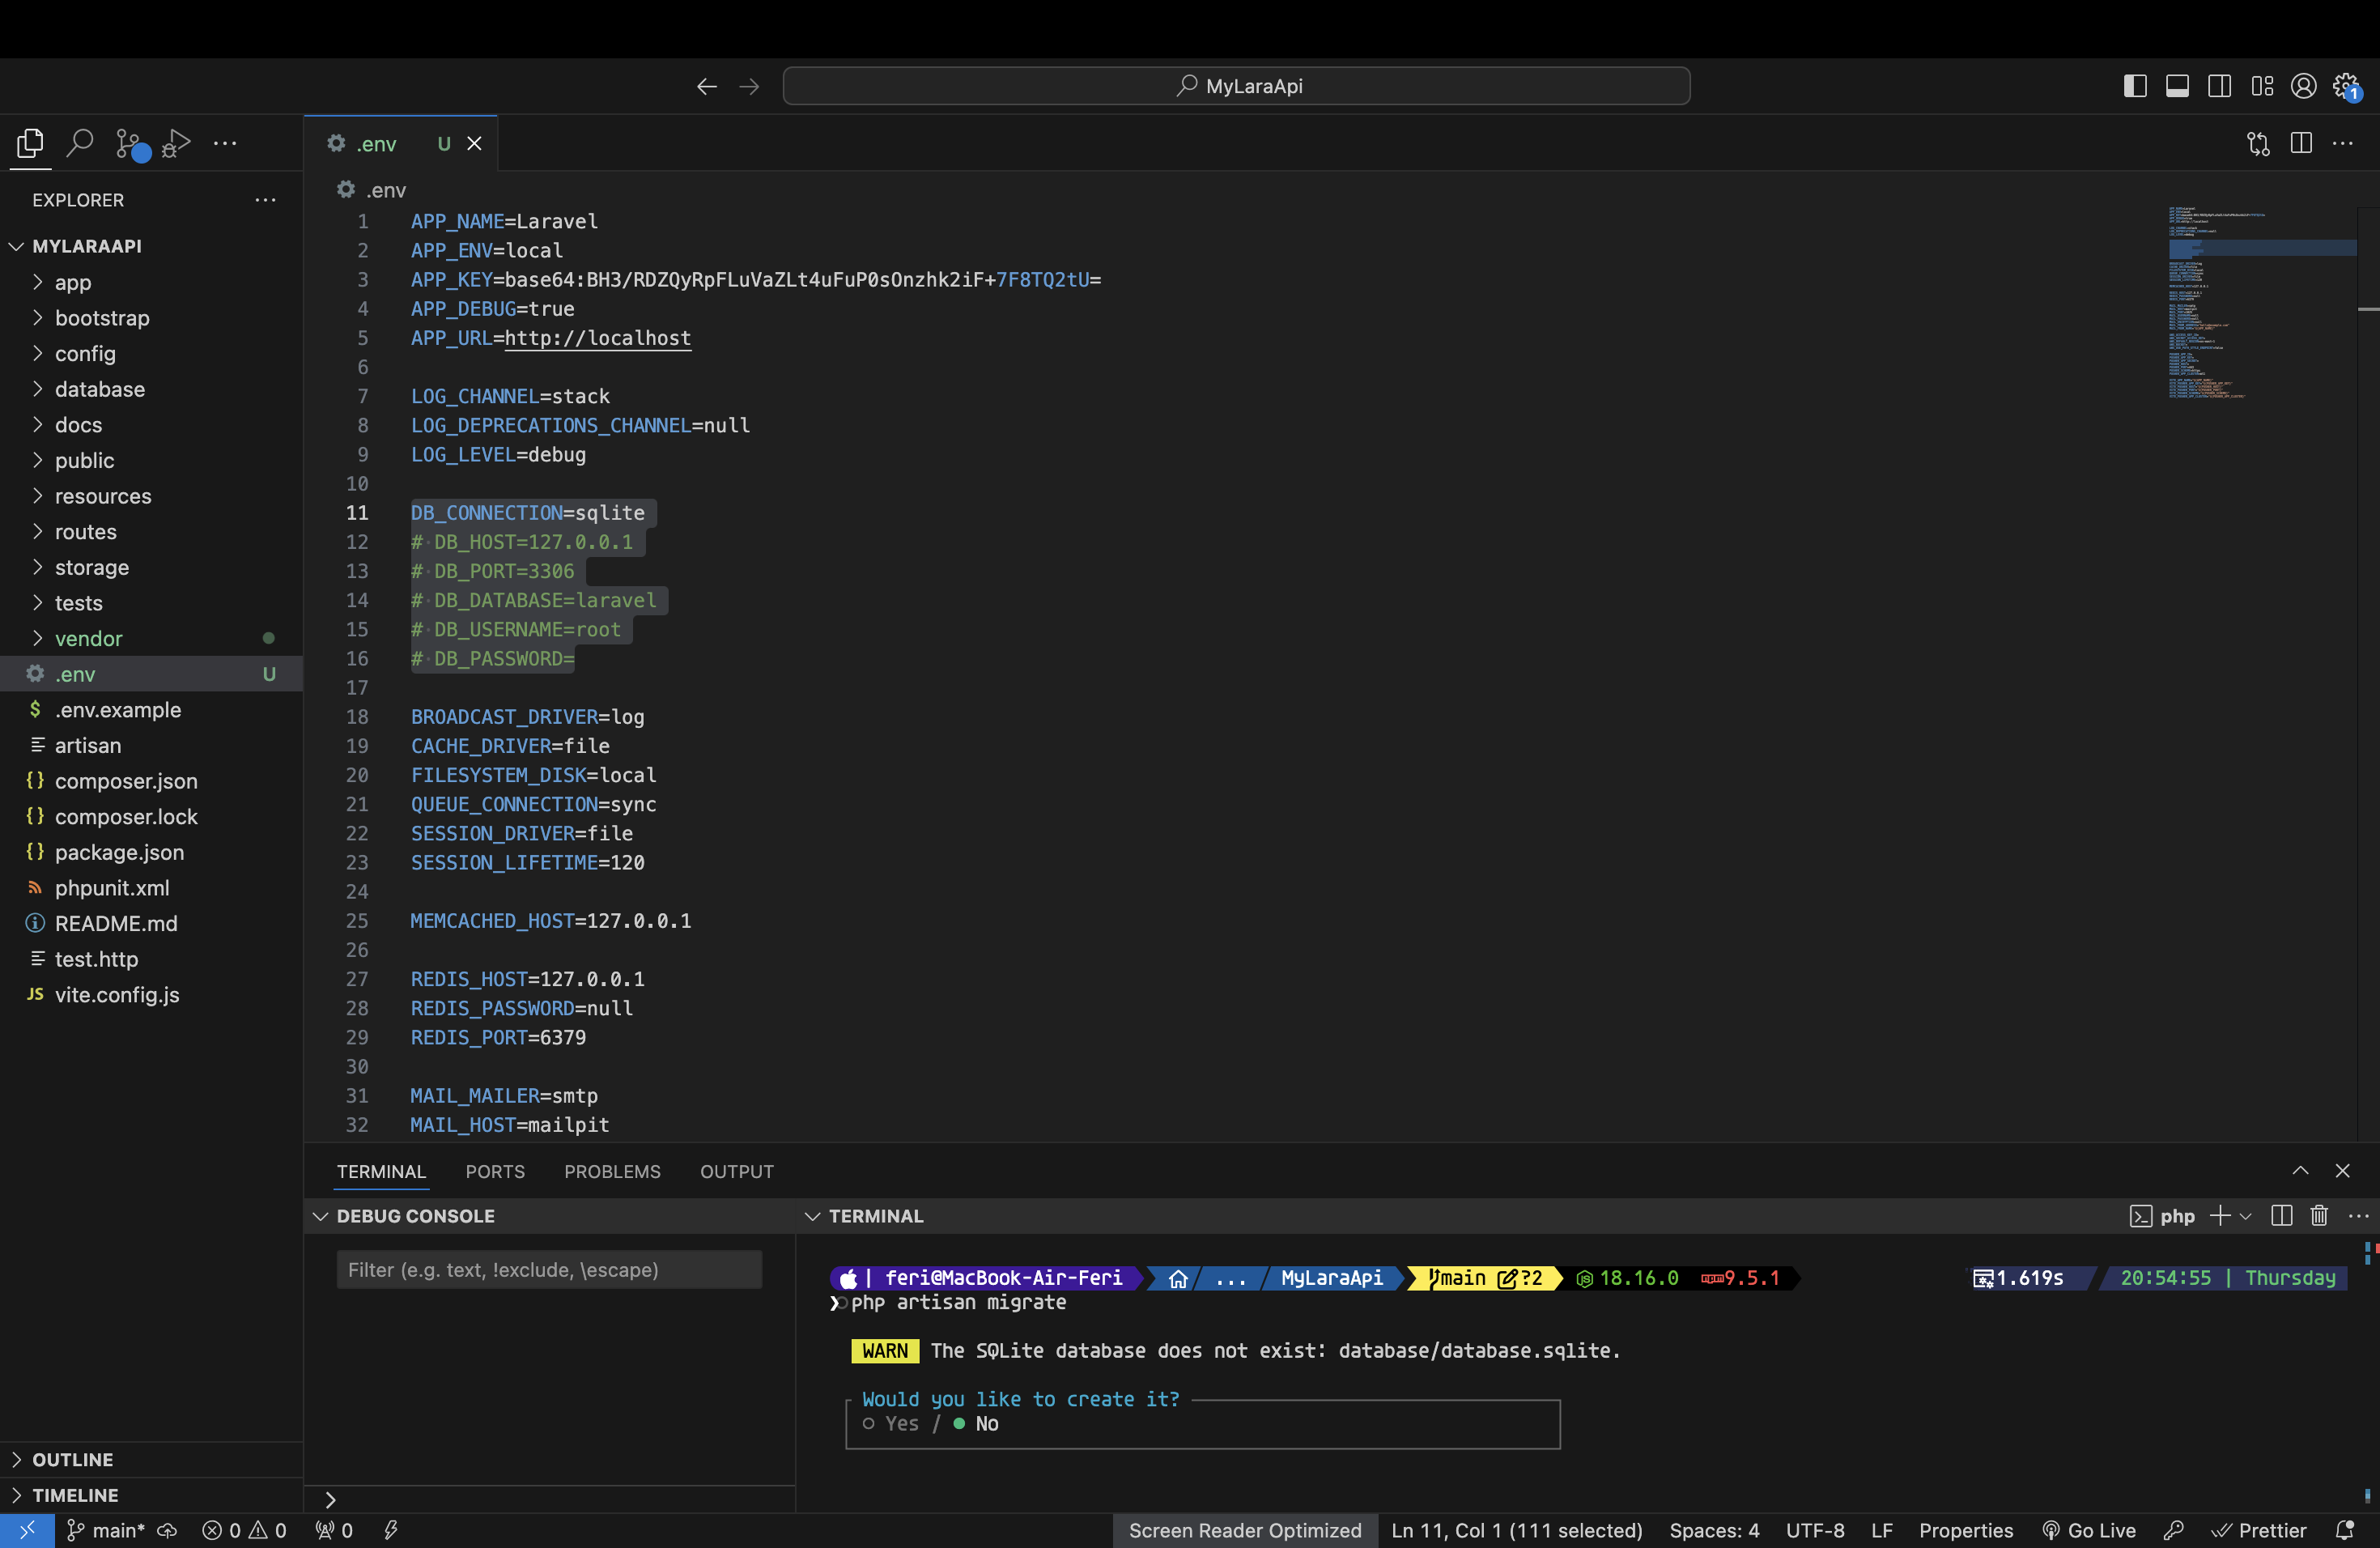 MyLaraApi
1
.env U
EXPLORER
MYLARAAPI
app
bootstrap
config
database
docs
public
resources
routes
storage
tests
vendor
.env U
$ .env.example
artisan
{} composer.json
{} composer.lock
{} package.json
phpunit.xml
README.md
test.http
JS vite.config.js
OUTLINE
TIMELINE
.env
1 APP_NAME=Laravel
2 APP_ENV=local
3 APP_KEY=base64:BH3/RDZQyRpFLuVaZLt4uFuP0sOnzhk2iF+7F8TQ2tU=
4 APP_DEBUG=true
5 APP_URL=http://localhost
6
7 LOG_CHANNEL=stack
8 LOG_DEPRECATIONS_CHANNEL=null
9 LOG_LEVEL=debug
10
11 DB_CONNECTION=sqlite
12 # DB_HOST=127.0.0.1
13 # DB_PORT=3306
14 # DB_DATABASE=laravel
15 # DB_USERNAME=root
16 # DB_PASSWORD=
17
18 BROADCAST_DRIVER=log
19 CACHE_DRIVER=file
20 FILESYSTEM_DISK=local
21 QUEUE_CONNECTION=sync
22 SESSION_DRIVER=file
23 SESSION_LIFETIME=120
24
25 MEMCACHED_HOST=127.0.0.1
26
27 REDIS_HOST=127.0.0.1
28 REDIS_PASSWORD=null
29 REDIS_PORT=6379
30
31 MAIL_MAILER=smtp
32 MAIL_HOST=mailpit
TERMINAL PORTS PROBLEMS OUTPUT
DEBUG CONSOLE
Filter (e.g. text, !exclude, \escape)
TERMINAL php
| feri@MacBook-Air-Feri ... MyLaraApi main ?2 18.16.0 9.5.1 1.619s 20:54:55 | Thursday
php artisan migrate
WARN The SQLite database does not exist: database/database.sqlite.
Would you like to create it?
Yes / No
main* 0 0 0 Screen Reader Optimized Ln 11, Col 1 (111 selected) Spaces: 4 UTF-8 LF Properties Go Live Prettier